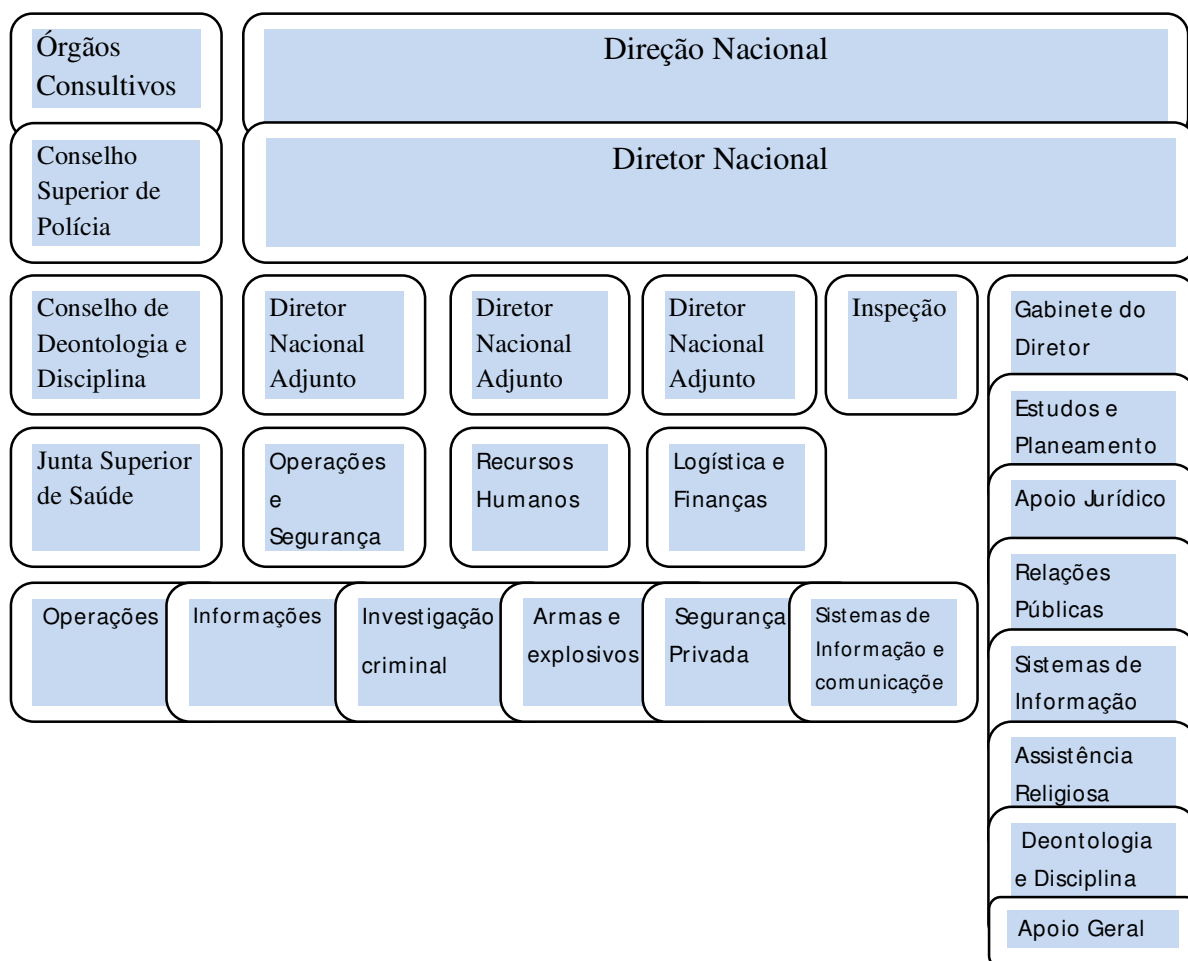 Órgãos
Consultivos
Direção Nacional
Conselho
Superior de
Polícia
Diretor Nacional
Conselho de
Deontologia e
Disciplina
Diretor
Nacional
Adjunto
Diretor
Nacional
Adjunto
Diretor
Nacional
Adjunto
Inspeção
Gabinete do
Diretor
Estudos e
Planeamento
Junta Superior
de Saúde
Operações
e
Segurança
Recursos
Humanos
Logística e
Finanças
Apoio Jurídico
Relações
Públicas
Operações
Informações
Investigação
criminal
Armas e
explosivos
Segurança
Privada
Sistemas de
Informação e
comunicaçõe
Sistemas de
Informação
Assistência
Religiosa
Deontologia
e Disciplina
Apoio Geral